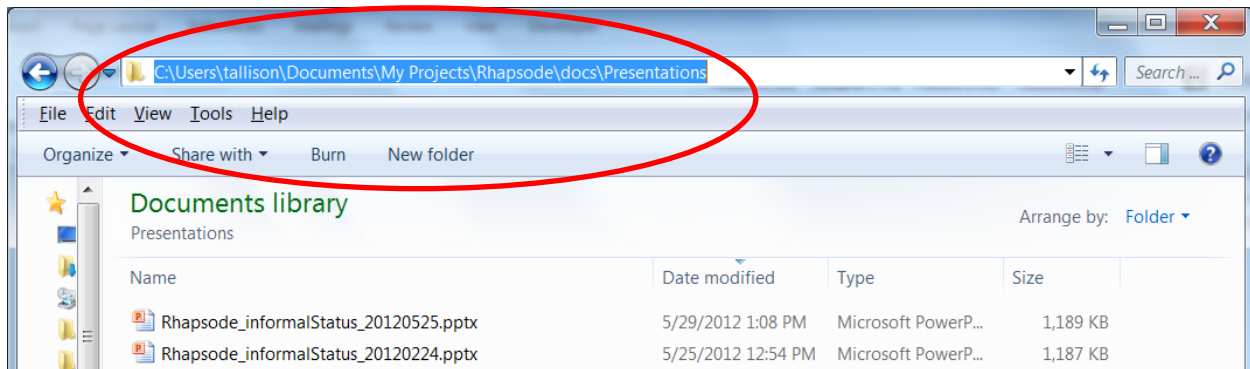 C:\Users\tallison\Documents\My Projects\Rhapsode\docs\Presentations Search ...
File Edit View Tools Help
Organize Share with Burn New folder
Documents library
Arrange by: Folder
Presentations
Name Date modified Type Size
Rhapsode_informalStatus_20120525.pptx 5/29/2012 1:08 PM Microsoft PowerP... 1,189 KB
Rhapsode_informalStatus_20120224.pptx 5/25/2012 12:54 PM Microsoft PowerP... 1,187 KB